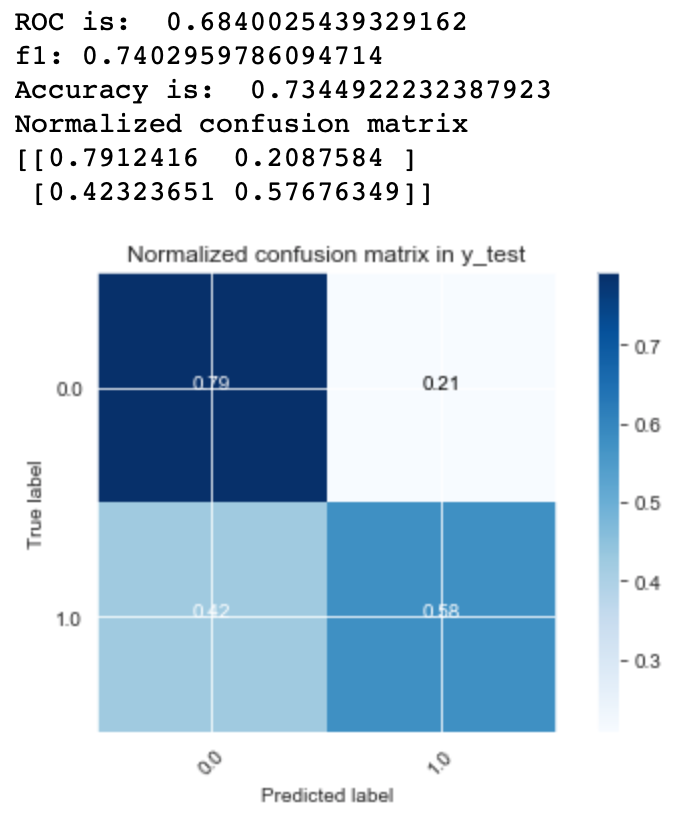 ROC is:  0.6840025439329162
f1: 0.7402959786094714
Accuracy is:  0.7344922232387923
Normalized confusion matrix
[[0.7912416  0.2087584 ]
 [0.42323651 0.57676349]]
Normalized confusion matrix in y_test
0.79 0.21
0.42 0.58
0.0
1.0
True label
0.0 1.0
Predicted label
0.7
0.6
0.5
0.4
0.3